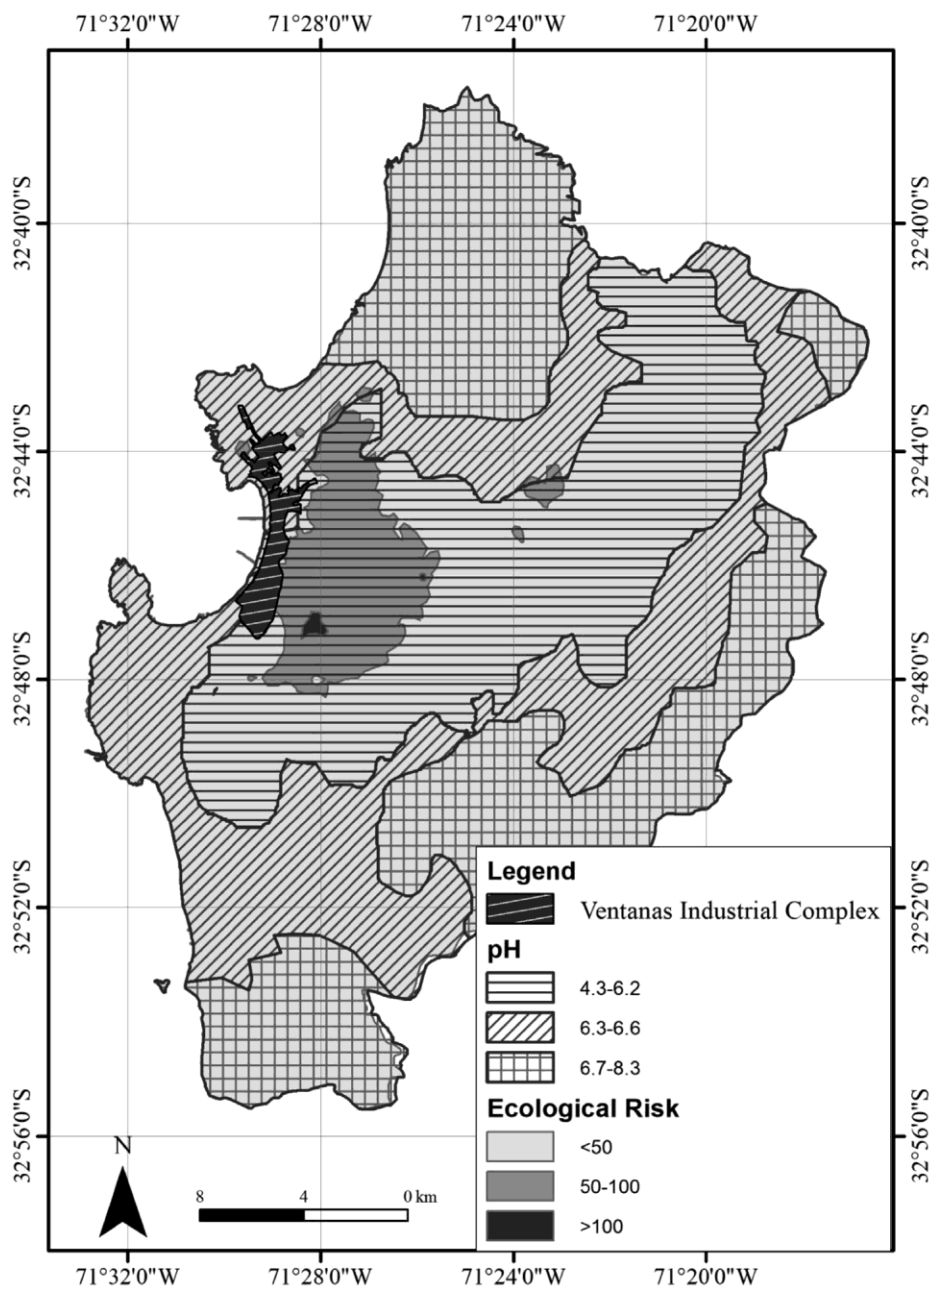 71°32'0"W 71°28'0"W 71°24'0"W 71°20'0"W
32°40'0"S 32°40'0"S
32°44'0"S 32°44'0"S
32°48'0"S 32°48'0"S
32°52'0"S 32°52'0"S
32°56'0"S 32°56'0"S
Legend
Ventanas Industrial Complex
pH
4.3-6.2
6.3-6.6
6.7-8.3
Ecological Risk
<50
50-100
>100
N
8 4 0 km
71°32'0"W 71°28'0"W 71°24'0"W 71°20'0"W